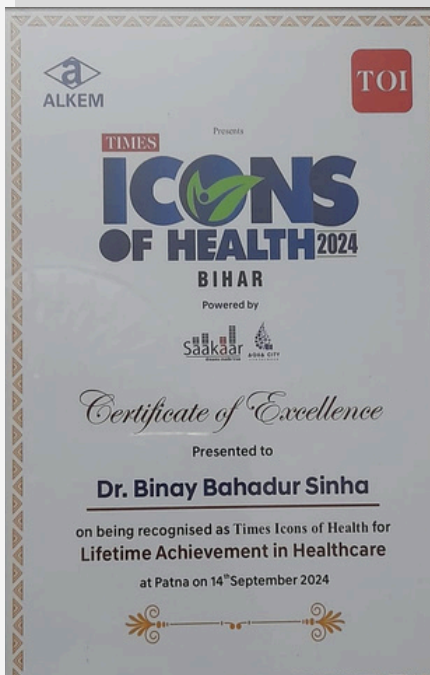 ALKEM
TOI
Presents
TIMES
ICONS
OF HEALTH 2024
BIHAR
Powered by
Saakaar
AQUA CITY
Certificate of Excellence
Presented to
Dr. Binay Bahadur Sinha
on being recognised as Times Icons of Health for
Lifetime Achievement in Healthcare
at Patna on 14th September 2024